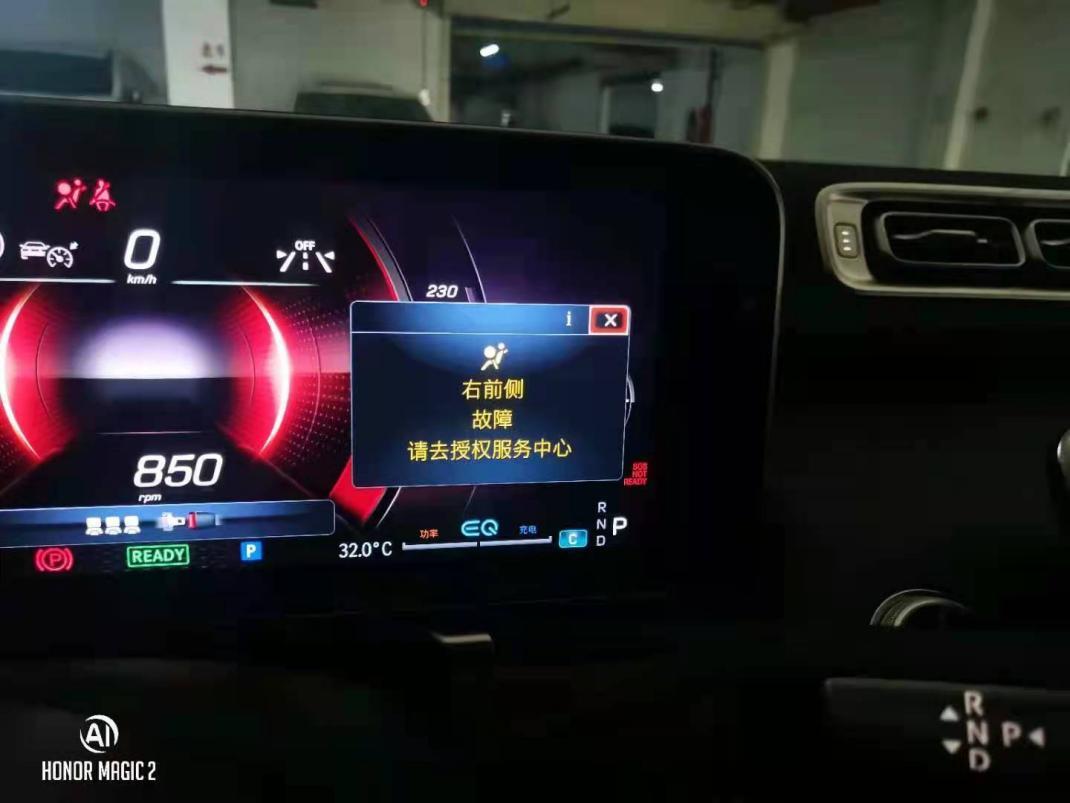 0
km/h
OFF
230
i
右前侧
故障
请去授权服务中心
850
rpm
SOS
NOT
READY
P
READY
P
32.0°C
功率
EQ
充电
C
R
N
D
P
R
N
D
P
AI
HONOR MAGIC 2